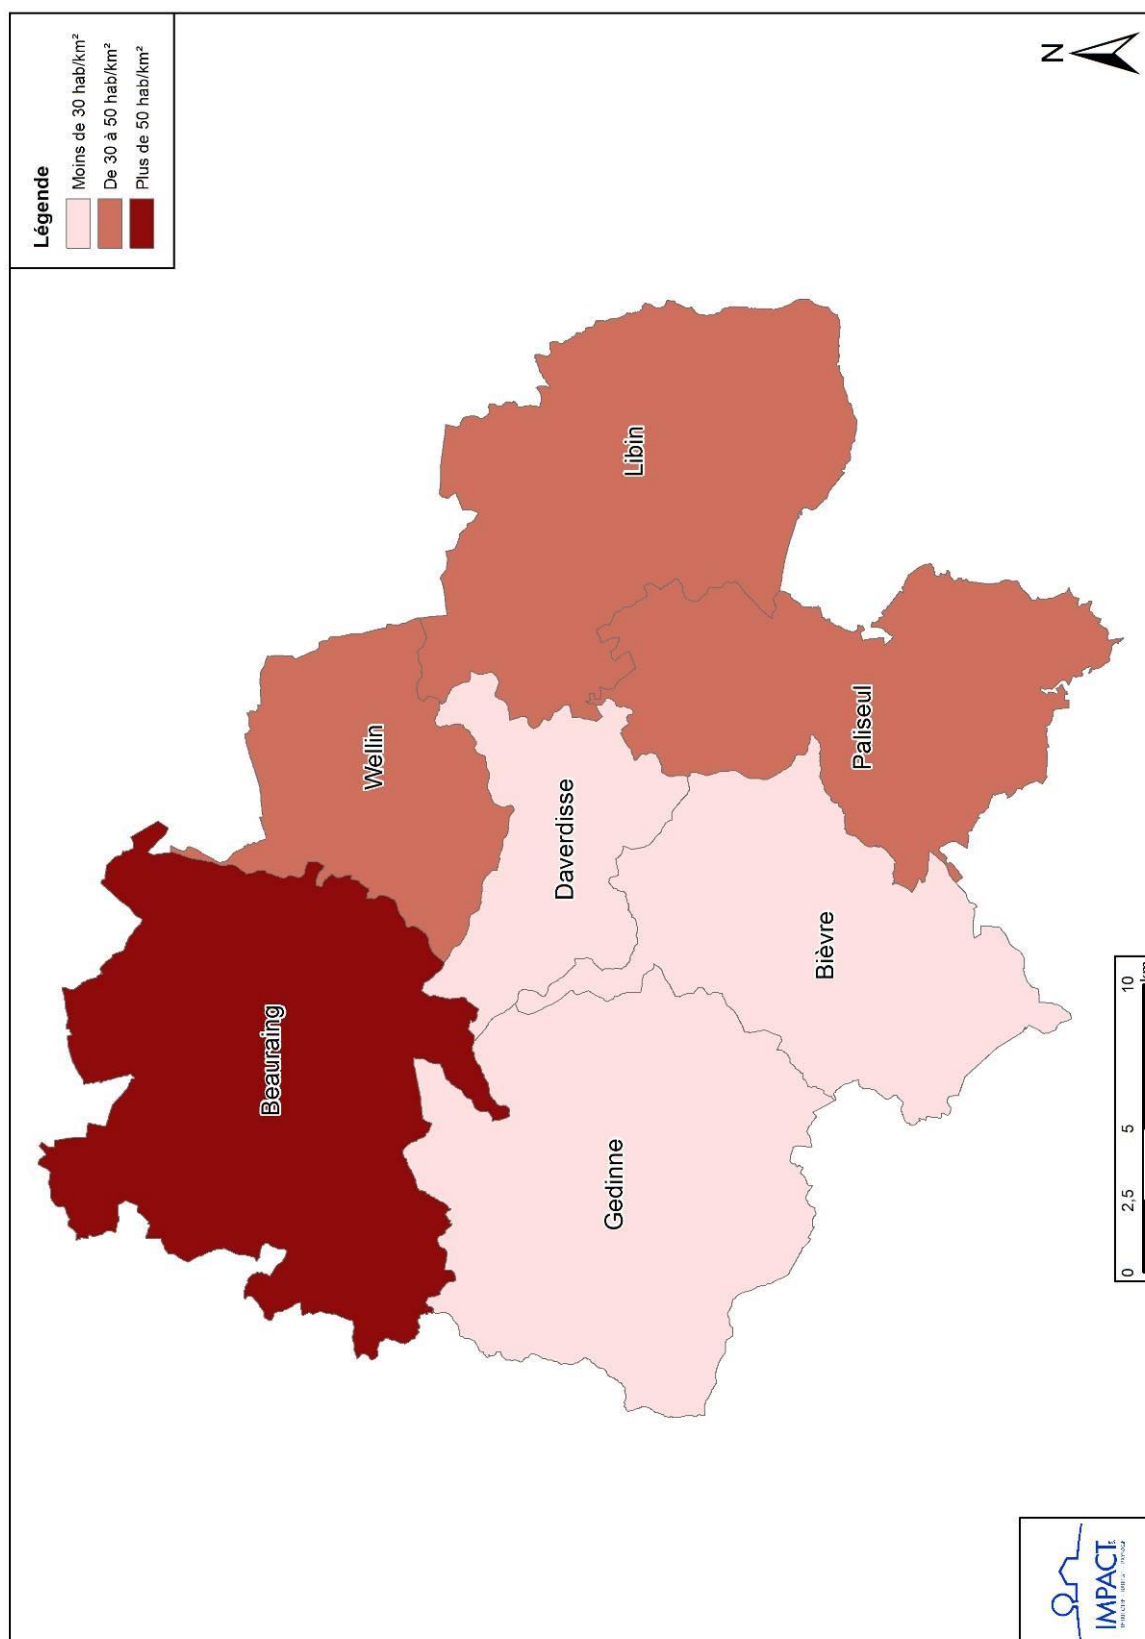 Légende
Moins de 30 hab/km²
De 30 à 50 hab/km²
Plus de 50 hab/km²
N
Beauraing
Wellin
Libin
Daverdisse
Gedinne
Bièvre
Paliseul
0 2,5 5 10
km
IMPACT